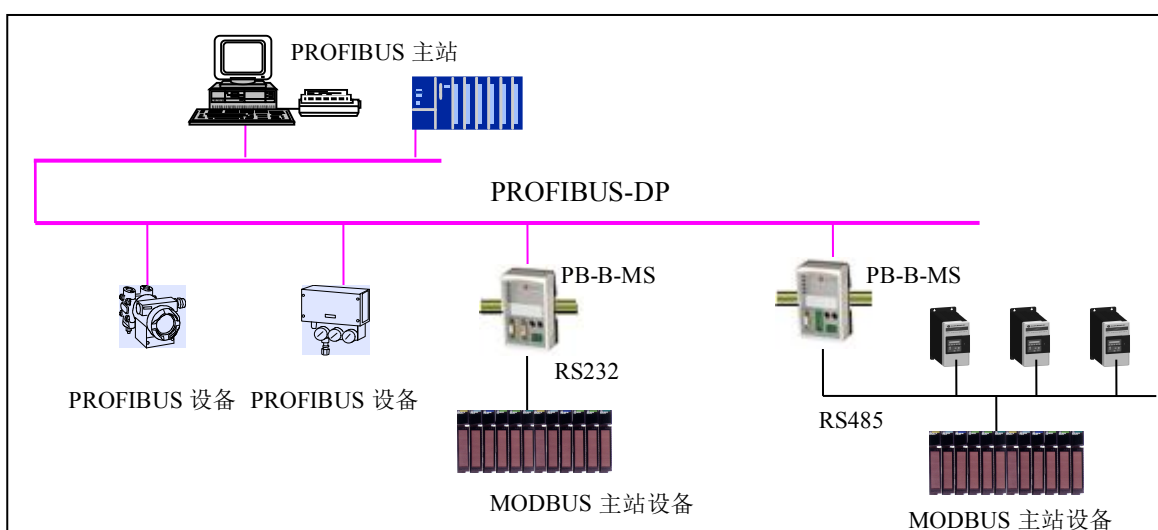 PROFIBUS 主站
PROFIBUS-DP
PB-B-MS
PB-B-MS
RS232
PROFIBUS 设备
PROFIBUS 设备
RS485
MODBUS 主站设备
MODBUS 主站设备